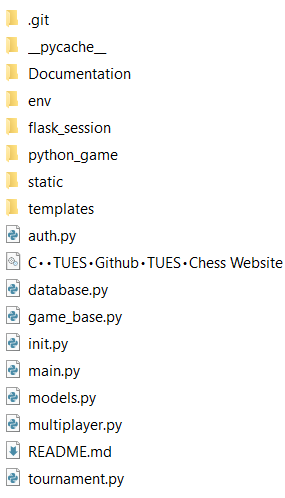 .git
__pycache__
Documentation
env
flask_session
python_game
static
templates
auth.py
C••TUES•Github•TUES•Chess Website
database.py
game_base.py
init.py
main.py
models.py
multiplayer.py
README.md
tournament.py